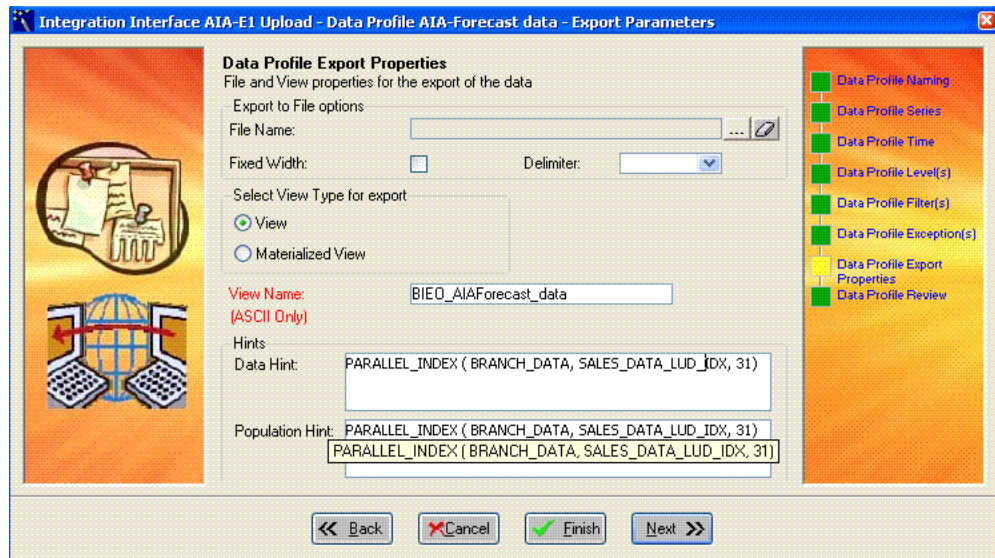 Integration Interface AIA-E1 Upload - Data Profile AIA-Forecast data - Export Parameters
Data Profile Export Properties
File and View properties for the export of the data
Export to File options
File Name:
...
Fixed Width:
Delimiter:
Select View Type for export
View
Materialized View
View Name:
BIEO_AIAForecast_data
(ASCII Only)
Hints
Data Hint:
PARALLEL_INDEX ( BRANCH_DATA, SALES_DATA_LUD_IDX, 31)
Population Hint:
PARALLEL_INDEX ( BRANCH_DATA, SALES_DATA_LUD_IDX, 31)
PARALLEL_INDEX ( BRANCH_DATA, SALES_DATA_LUD_IDX, 31)
Data Profile Naming
Data Profile Series
Data Profile Time
Data Profile Level(s)
Data Profile Filter(s)
Data Profile Exception(s)
Data Profile Export
Properties
Data Profile Review
Back
Cancel
Finish
Next